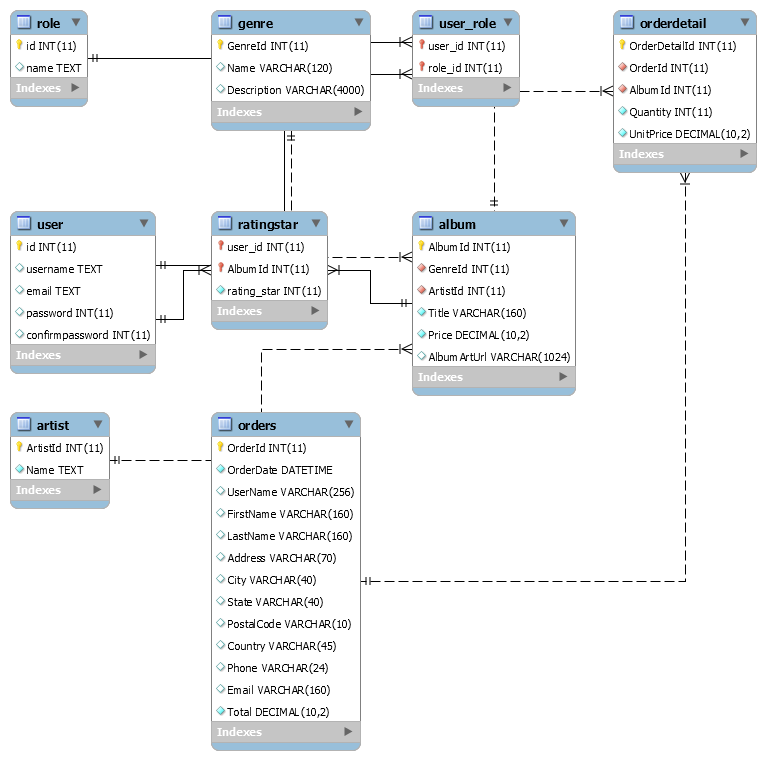 role
id INT(11)
name TEXT
Indexes
genre
GenreId INT(11)
Name VARCHAR(120)
Description VARCHAR(4000)
Indexes
user_role
user_id INT(11)
role_id INT(11)
Indexes
orderdetail
OrderDetailId INT(11)
OrderId INT(11)
AlbumId INT(11)
Quantity INT(11)
UnitPrice DECIMAL(10,2)
Indexes
user
id INT(11)
username TEXT
email TEXT
password INT(11)
confirmpassword INT(11)
Indexes
ratingstar
user_id INT(11)
AlbumId INT(11)
rating_star INT(11)
Indexes
album
AlbumId INT(11)
GenreId INT(11)
ArtistId INT(11)
Title VARCHAR(160)
Price DECIMAL(10,2)
AlbumArtUrl VARCHAR(1024)
Indexes
artist
ArtistId INT(11)
Name TEXT
Indexes
orders
OrderId INT(11)
OrderDate DATETIME
UserName VARCHAR(256)
FirstName VARCHAR(160)
LastName VARCHAR(160)
Address VARCHAR(70)
City VARCHAR(40)
State VARCHAR(40)
PostalCode VARCHAR(10)
Country VARCHAR(45)
Phone VARCHAR(24)
Email VARCHAR(160)
Total DECIMAL(10,2)
Indexes